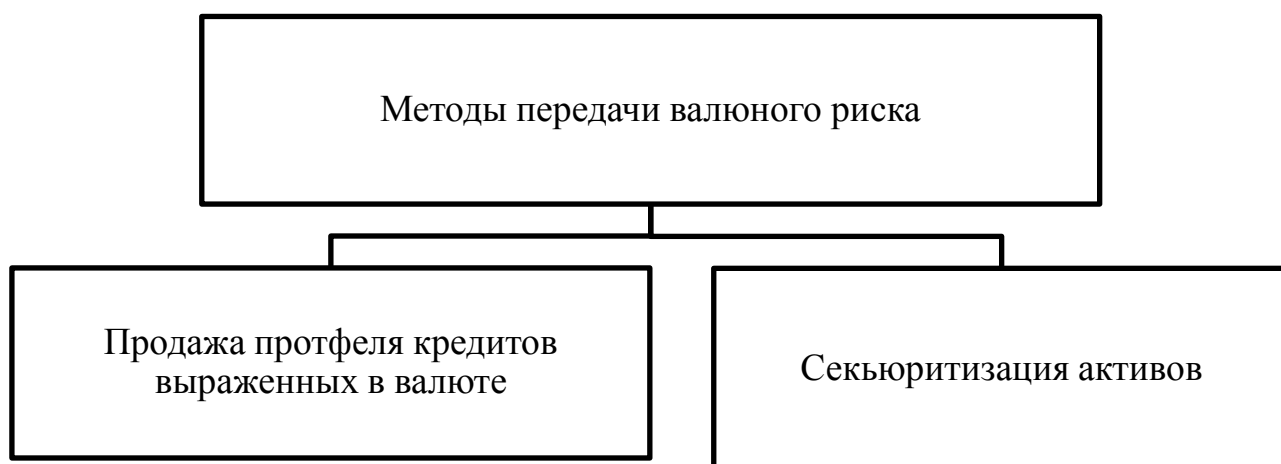 Методы передачи валюного риска
Продажа протфеля кредитов
выраженных в валюте
Секьюритизация активов